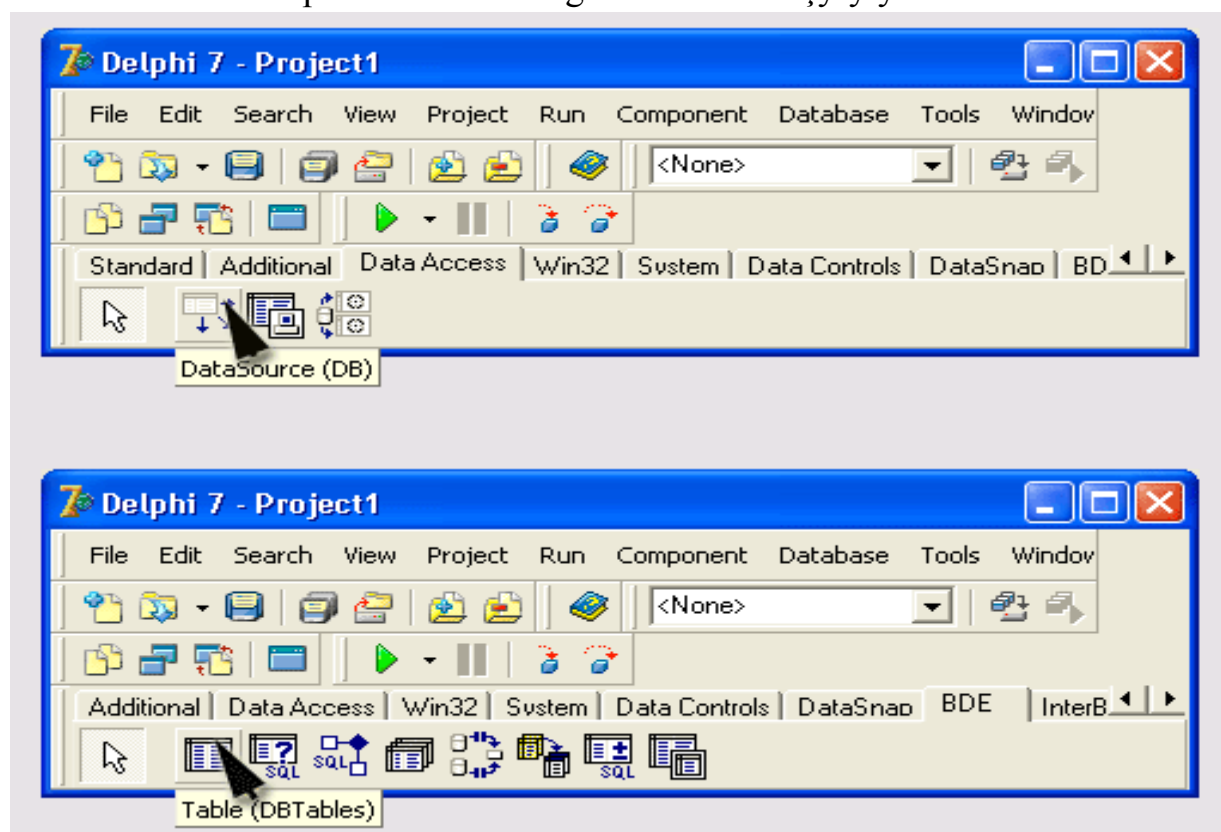 Delphi 7 - Project1
File Edit Search View Project Run Component Database Tools Window
<None>
Standard Additional Data Access Win32 System Data Controls DataSnap BD
DataSource (DB)
Delphi 7 - Project1
File Edit Search View Project Run Component Database Tools Window
<None>
Additional Data Access Win32 System Data Controls DataSnap BDE InterB
SQL SQL SQL
Table (DBTables)